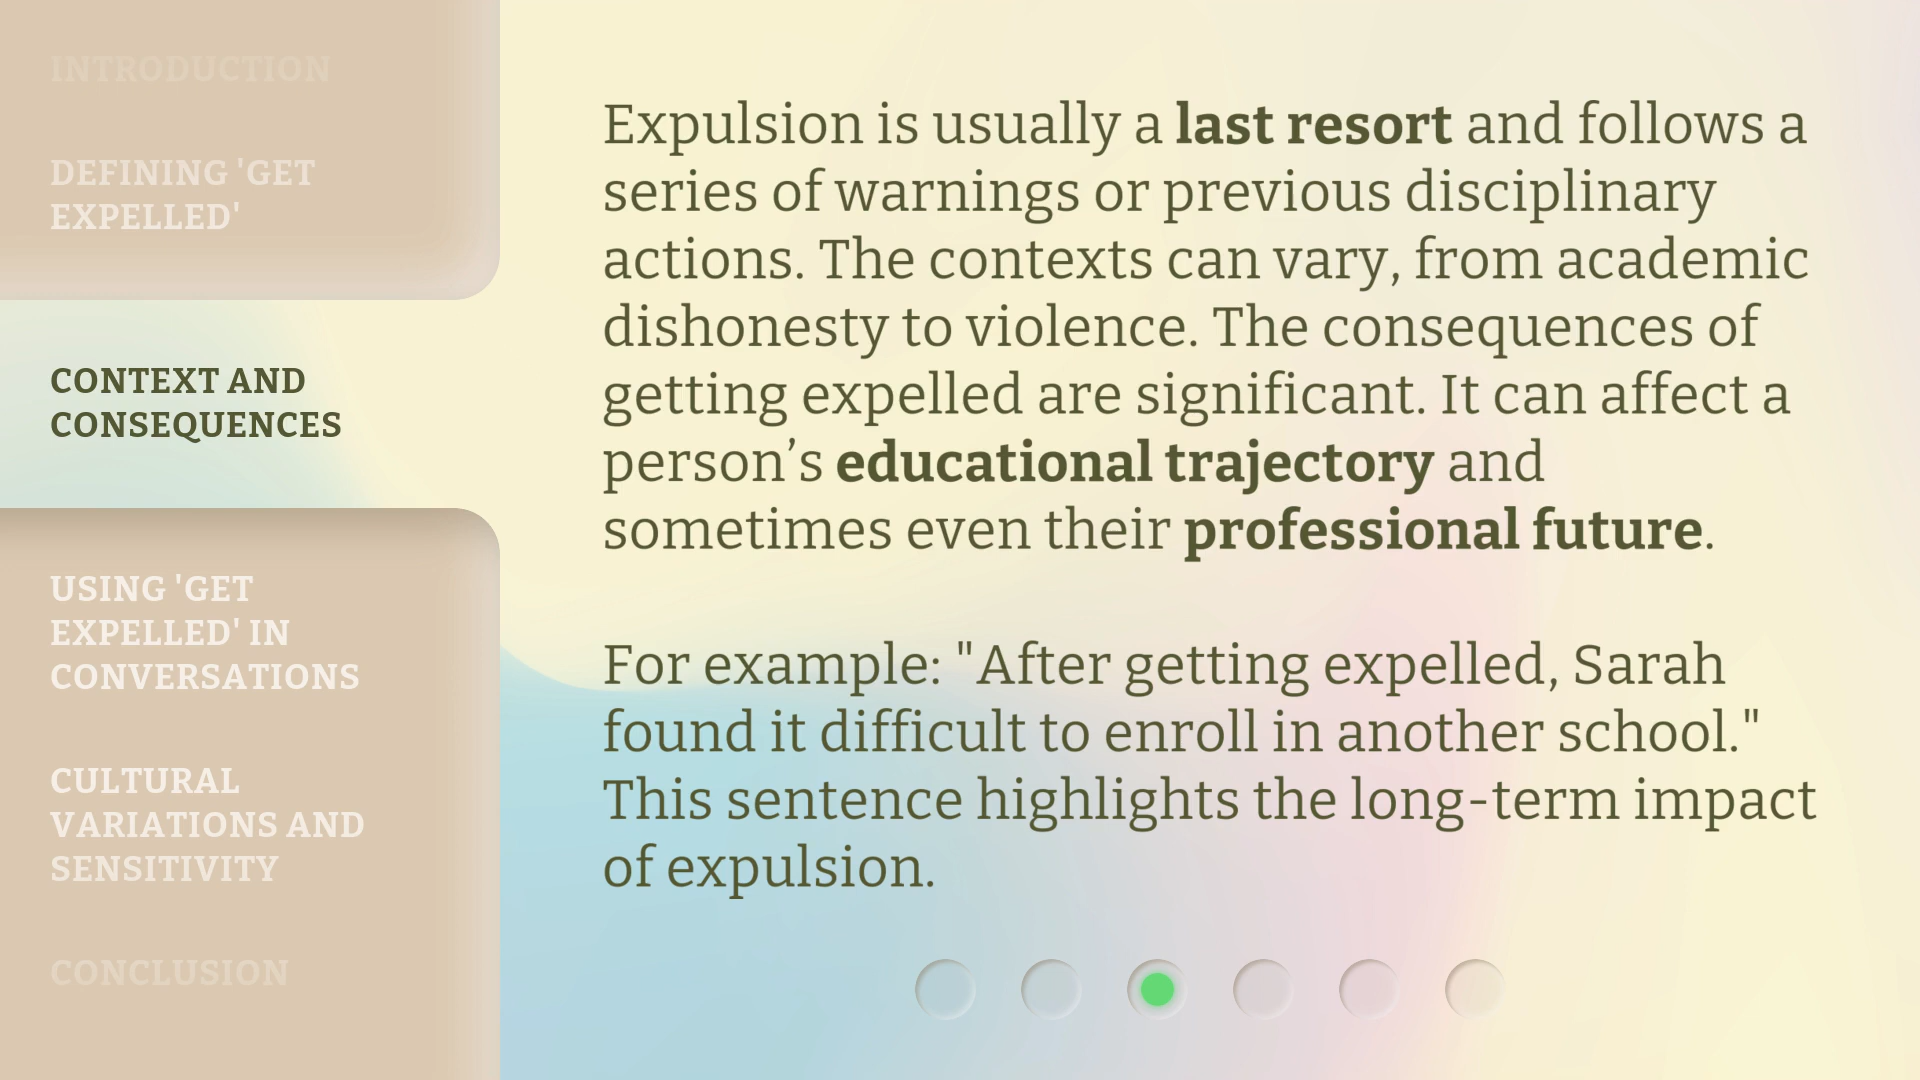 INTRODUCTION
DEFINING 'GET
EXPELLED'
CONTEXT AND
CONSEQUENCES
USING 'GET
EXPELLED' IN
CONVERSATIONS
CULTURAL
VARIATIONS AND
SENSITIVITY
CONCLUSION
Expulsion is usually a last resort and follows a
series of warnings or previous disciplinary
actions. The contexts can vary, from academic
dishonesty to violence. The consequences of
getting expelled are significant. It can affect a
person’s educational trajectory and
sometimes even their professional future.
For example: "After getting expelled, Sarah
found it difficult to enroll in another school."
This sentence highlights the long-term impact
of expulsion.